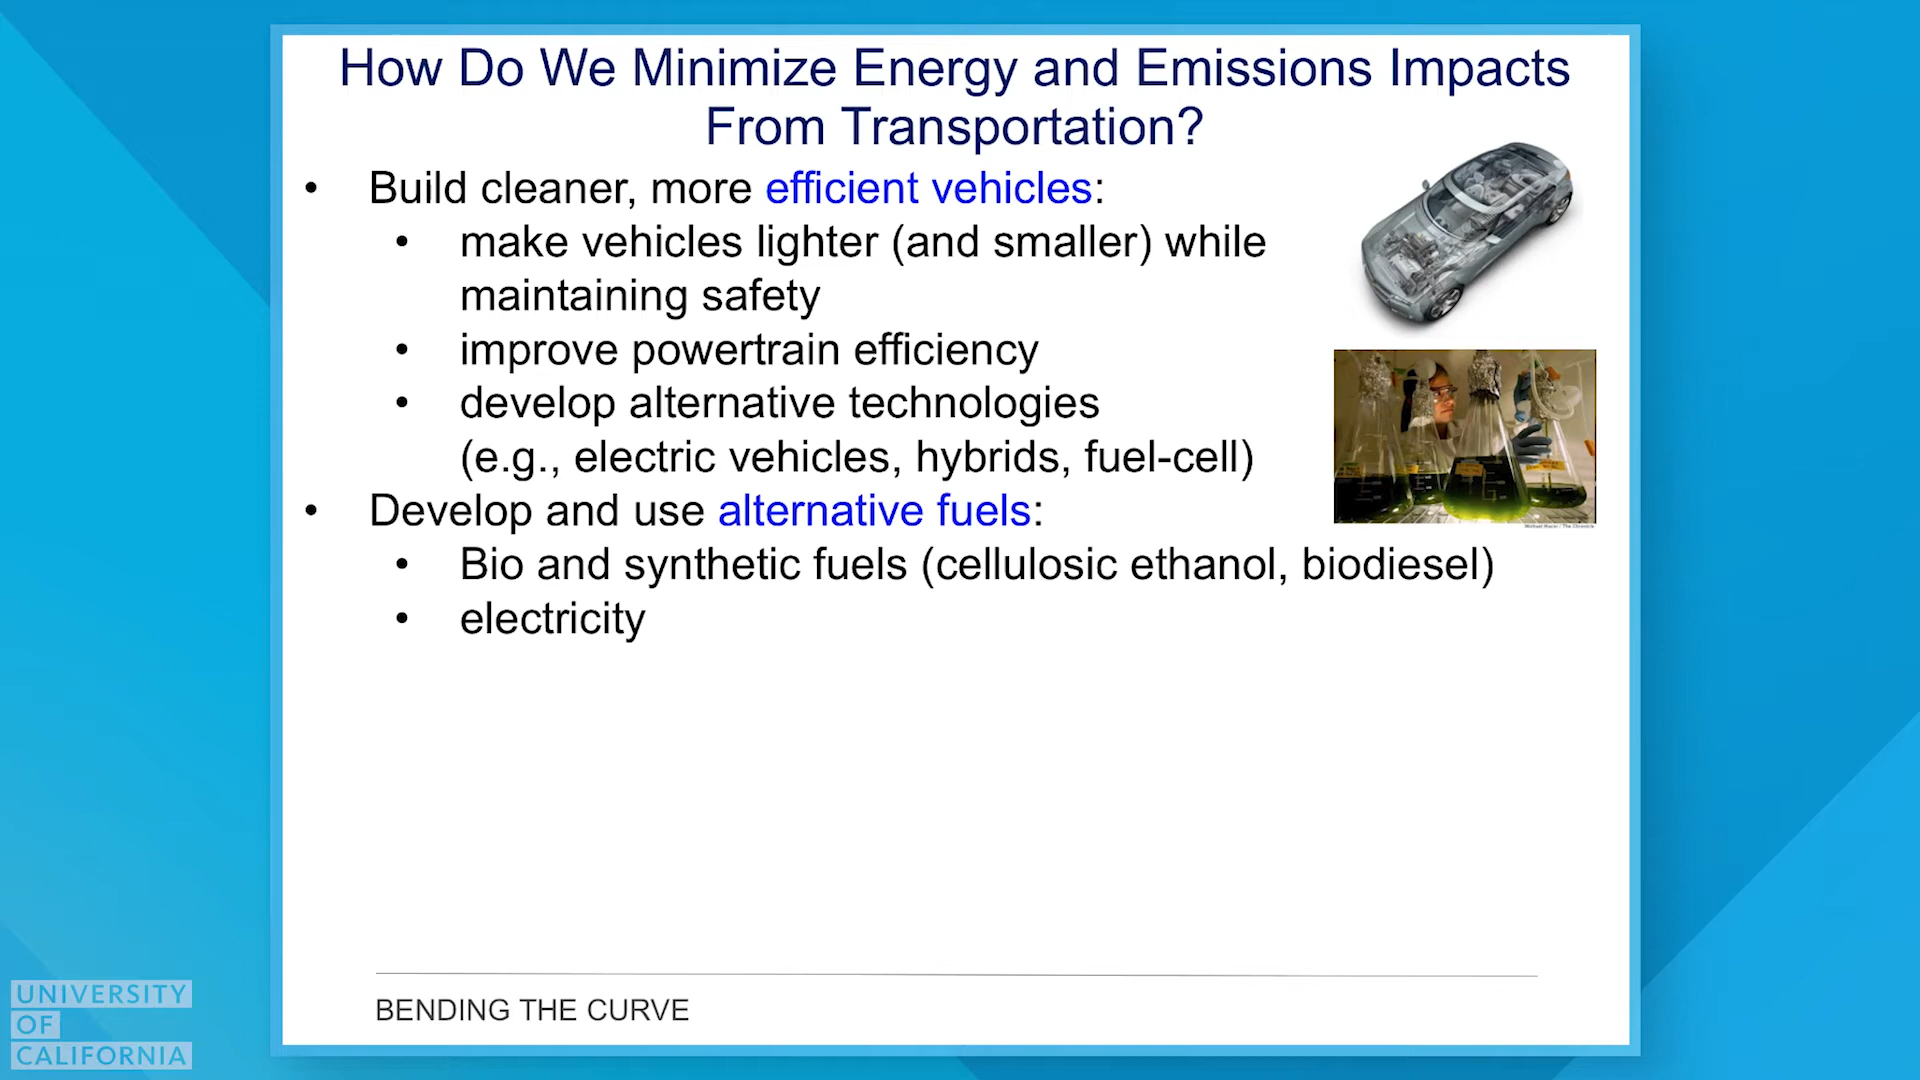 How Do We Minimize Energy and Emissions Impacts
From Transportation?
• Build cleaner, more efficient vehicles:
• make vehicles lighter (and smaller) while
maintaining safety
• improve powertrain efficiency
• develop alternative technologies
(e.g., electric vehicles, hybrids, fuel-cell)
• Develop and use alternative fuels:
• Bio and synthetic fuels (cellulosic ethanol, biodiesel)
• electricity
BENDING THE CURVE
UNIVERSITY
OF
CALIFORNIA